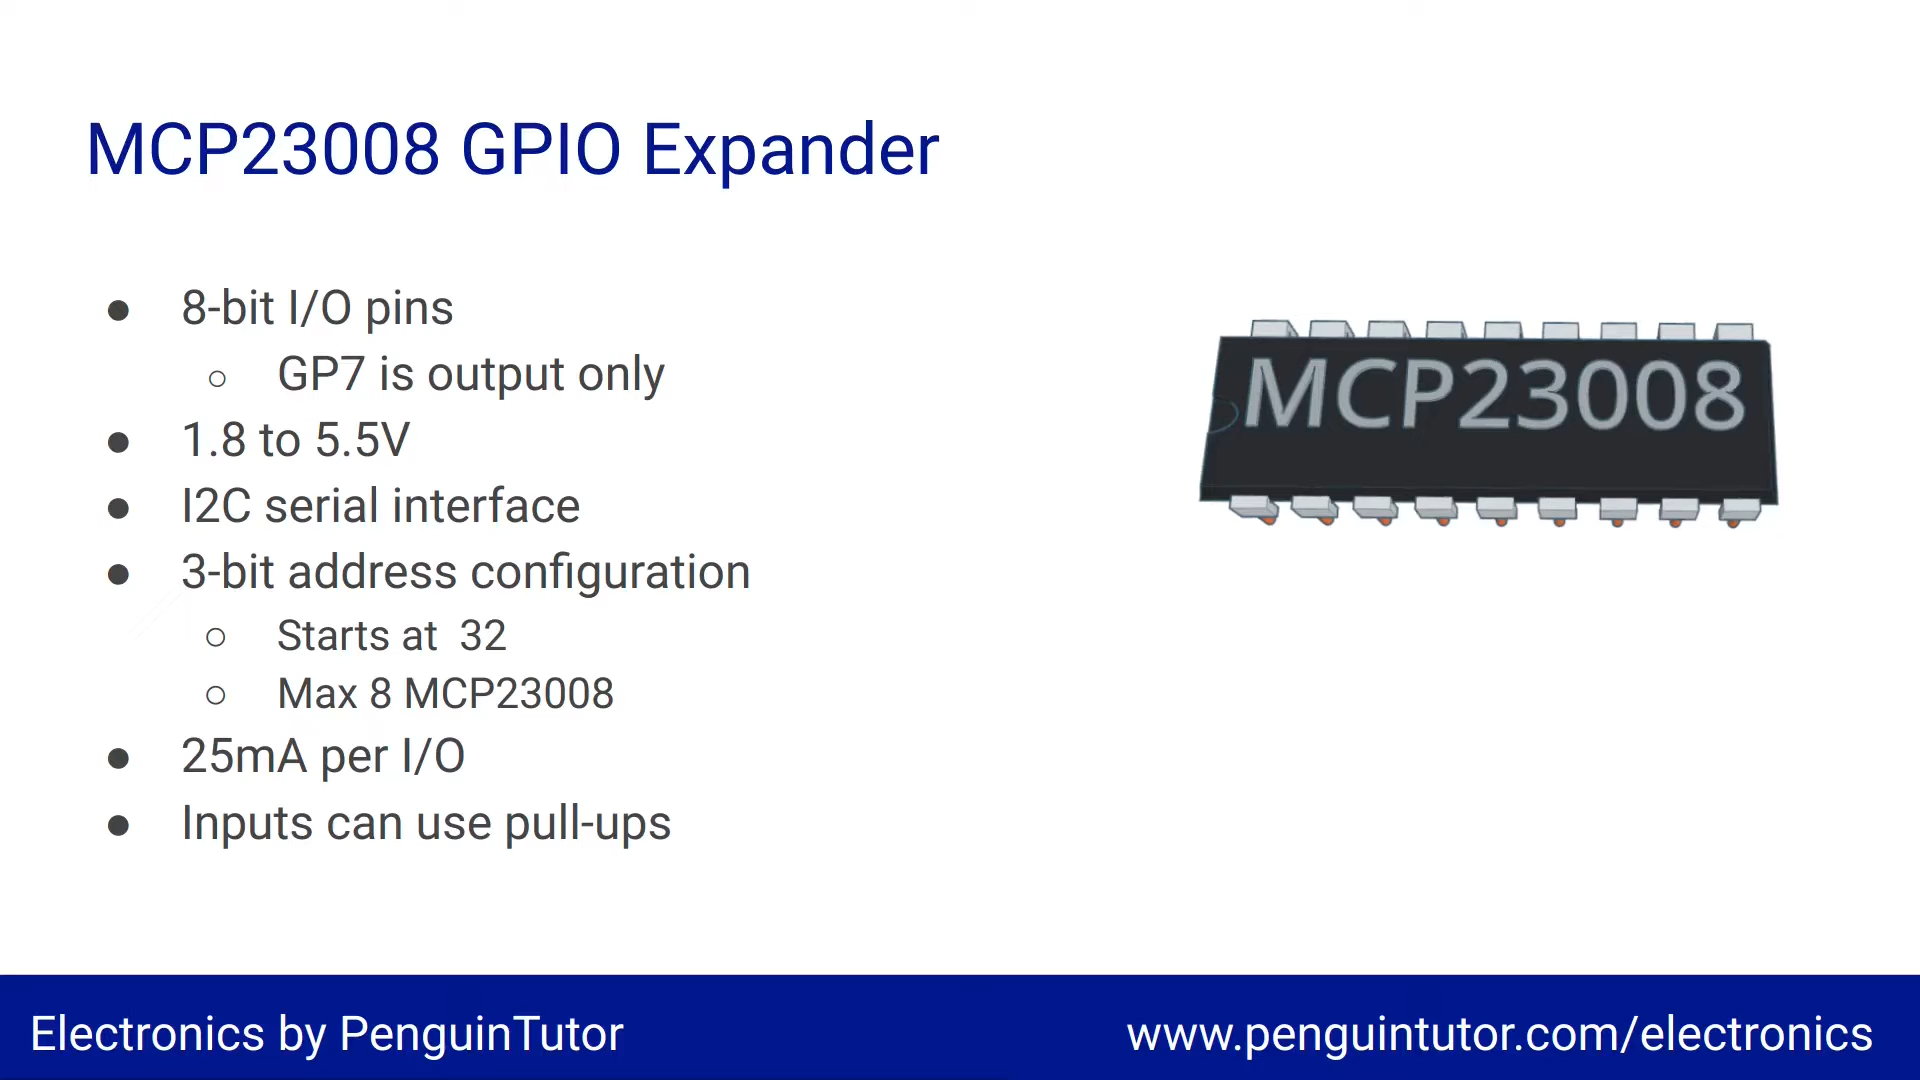 MCP23008 GPIO Expander
● 8-bit I/O pins
○ GP7 is output only
● 1.8 to 5.5V
● I2C serial interface
● 3-bit address configuration
○ Starts at  32
○ Max 8 MCP23008
● 25mA per I/O
● Inputs can use pull-ups
MCP23008
Electronics by PenguinTutor
www.penguintutor.com/electronics